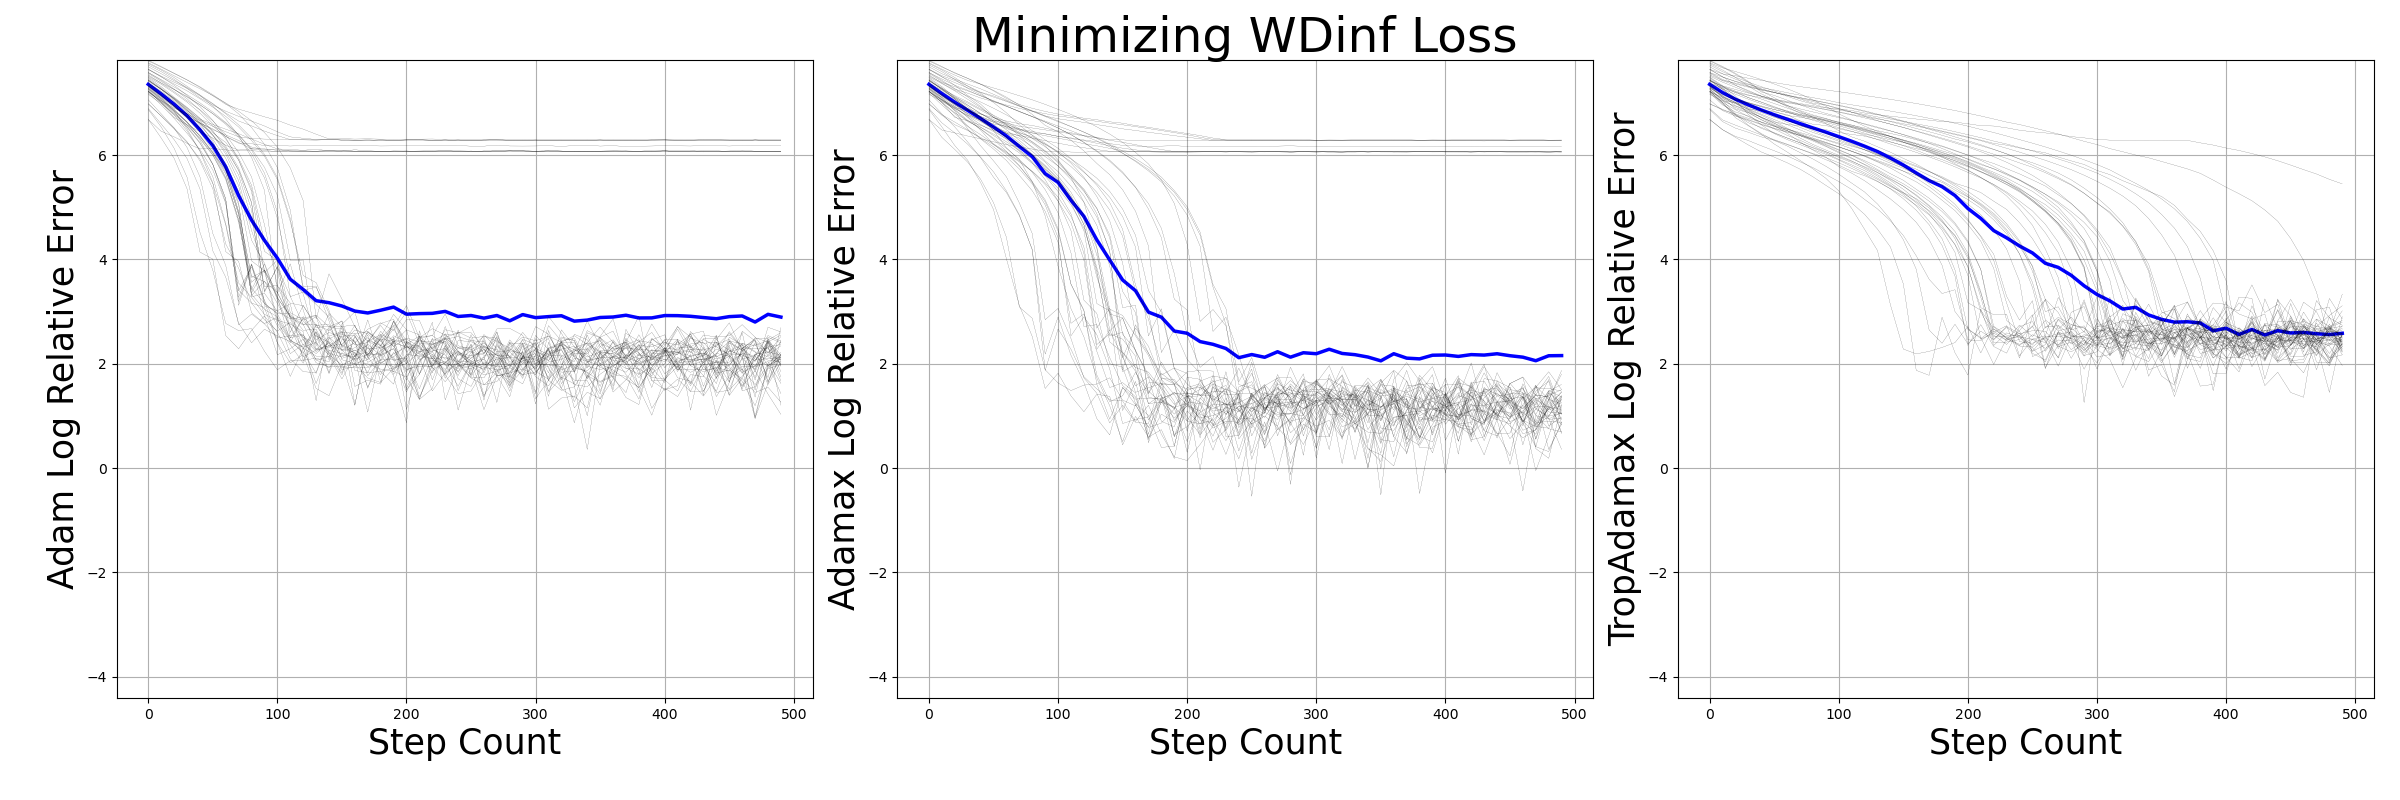 Minimizing WDinf Loss
Adam Log Relative Error
6
4
2
0
−2
−4
0 100 200 300 400 500
Step Count
Adamax Log Relative Error
6
4
2
0
−2
−4
0 100 200 300 400 500
Step Count
TropAdamax Log Relative Error
6
4
2
0
−2
−4
0 100 200 300 400 500
Step Count